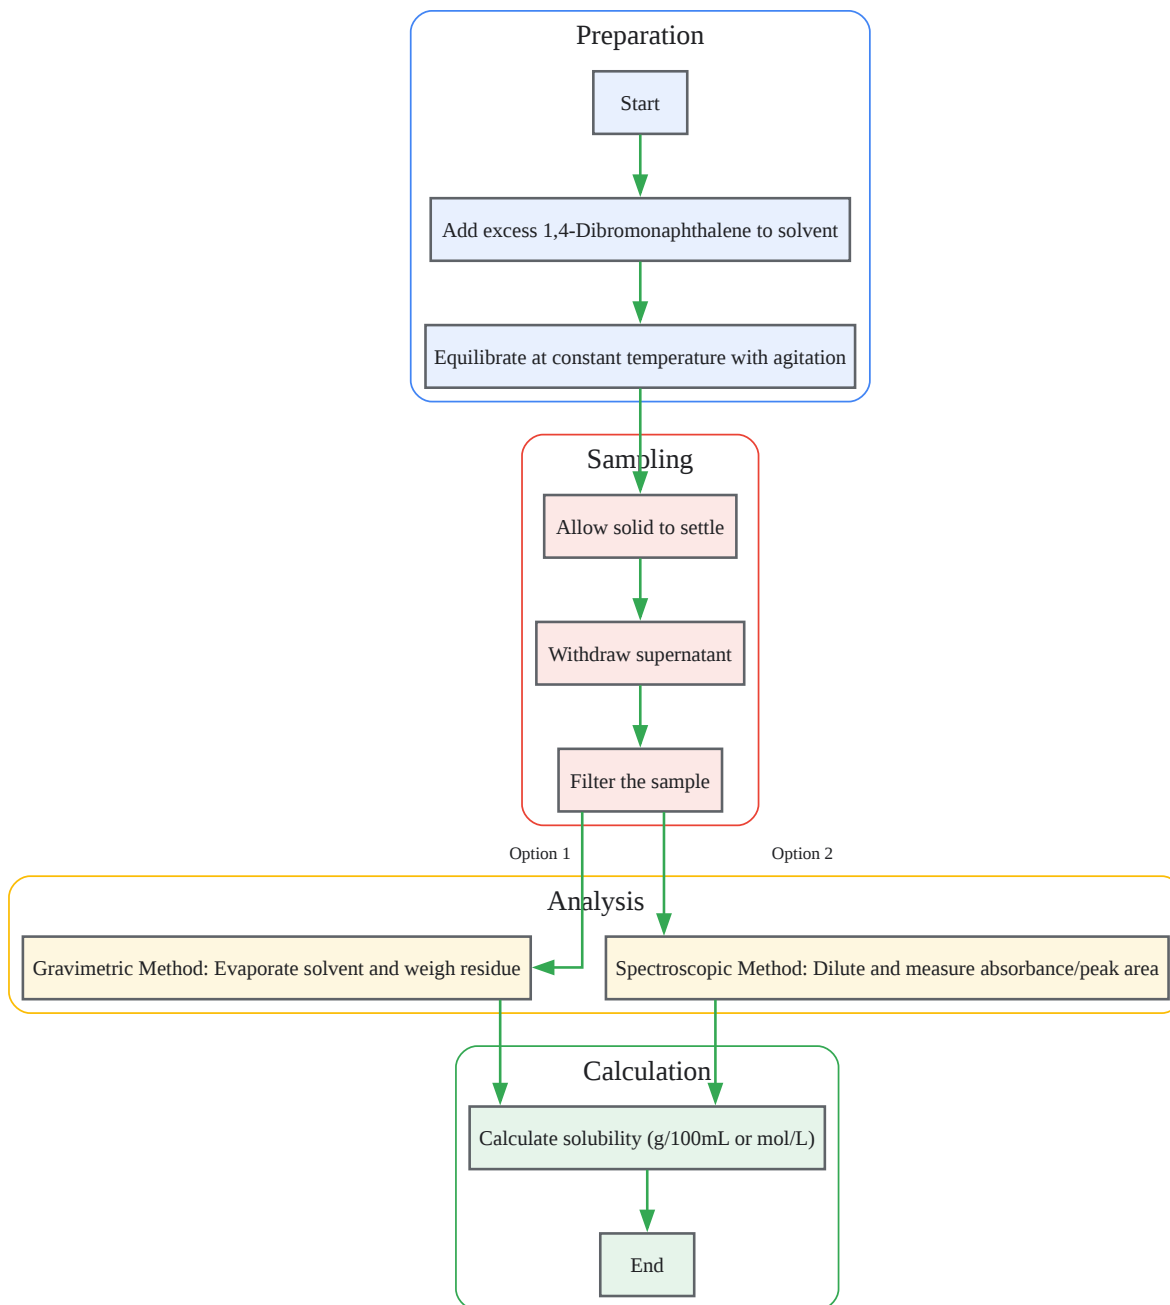 Preparation
Start
Add excess 1,4-Dibromonaphthalene to solvent
Equilibrate at constant temperature with agitation
Sampling
Allow solid to settle
Withdraw supernatant
Filter the sample
Option 1
Option 2
Analysis
Gravimetric Method: Evaporate solvent and weigh residue
Spectroscopic Method: Dilute and measure absorbance/peak area
Calculation
Calculate solubility (g/100mL or mol/L)
End